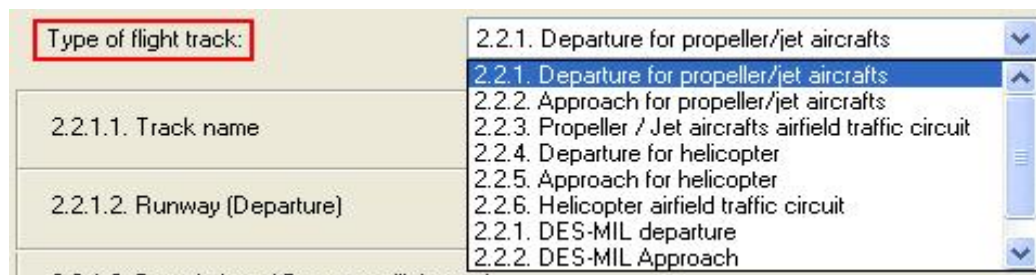 Type of flight track:
2.2.1. Departure for propeller/jet aircrafts
2.2.1. Departure for propeller/jet aircrafts
2.2.2. Approach for propeller/jet aircrafts
2.2.3. Propeller / Jet aircrafts airfield traffic circuit
2.2.4. Departure for helicopter
2.2.5. Approach for helicopter
2.2.6. Helicopter airfield traffic circuit
2.2.1. DES-MIL departure
2.2.2. DES-MIL Approach
2.2.1.1. Track name
2.2.1.2. Runway (Departure)